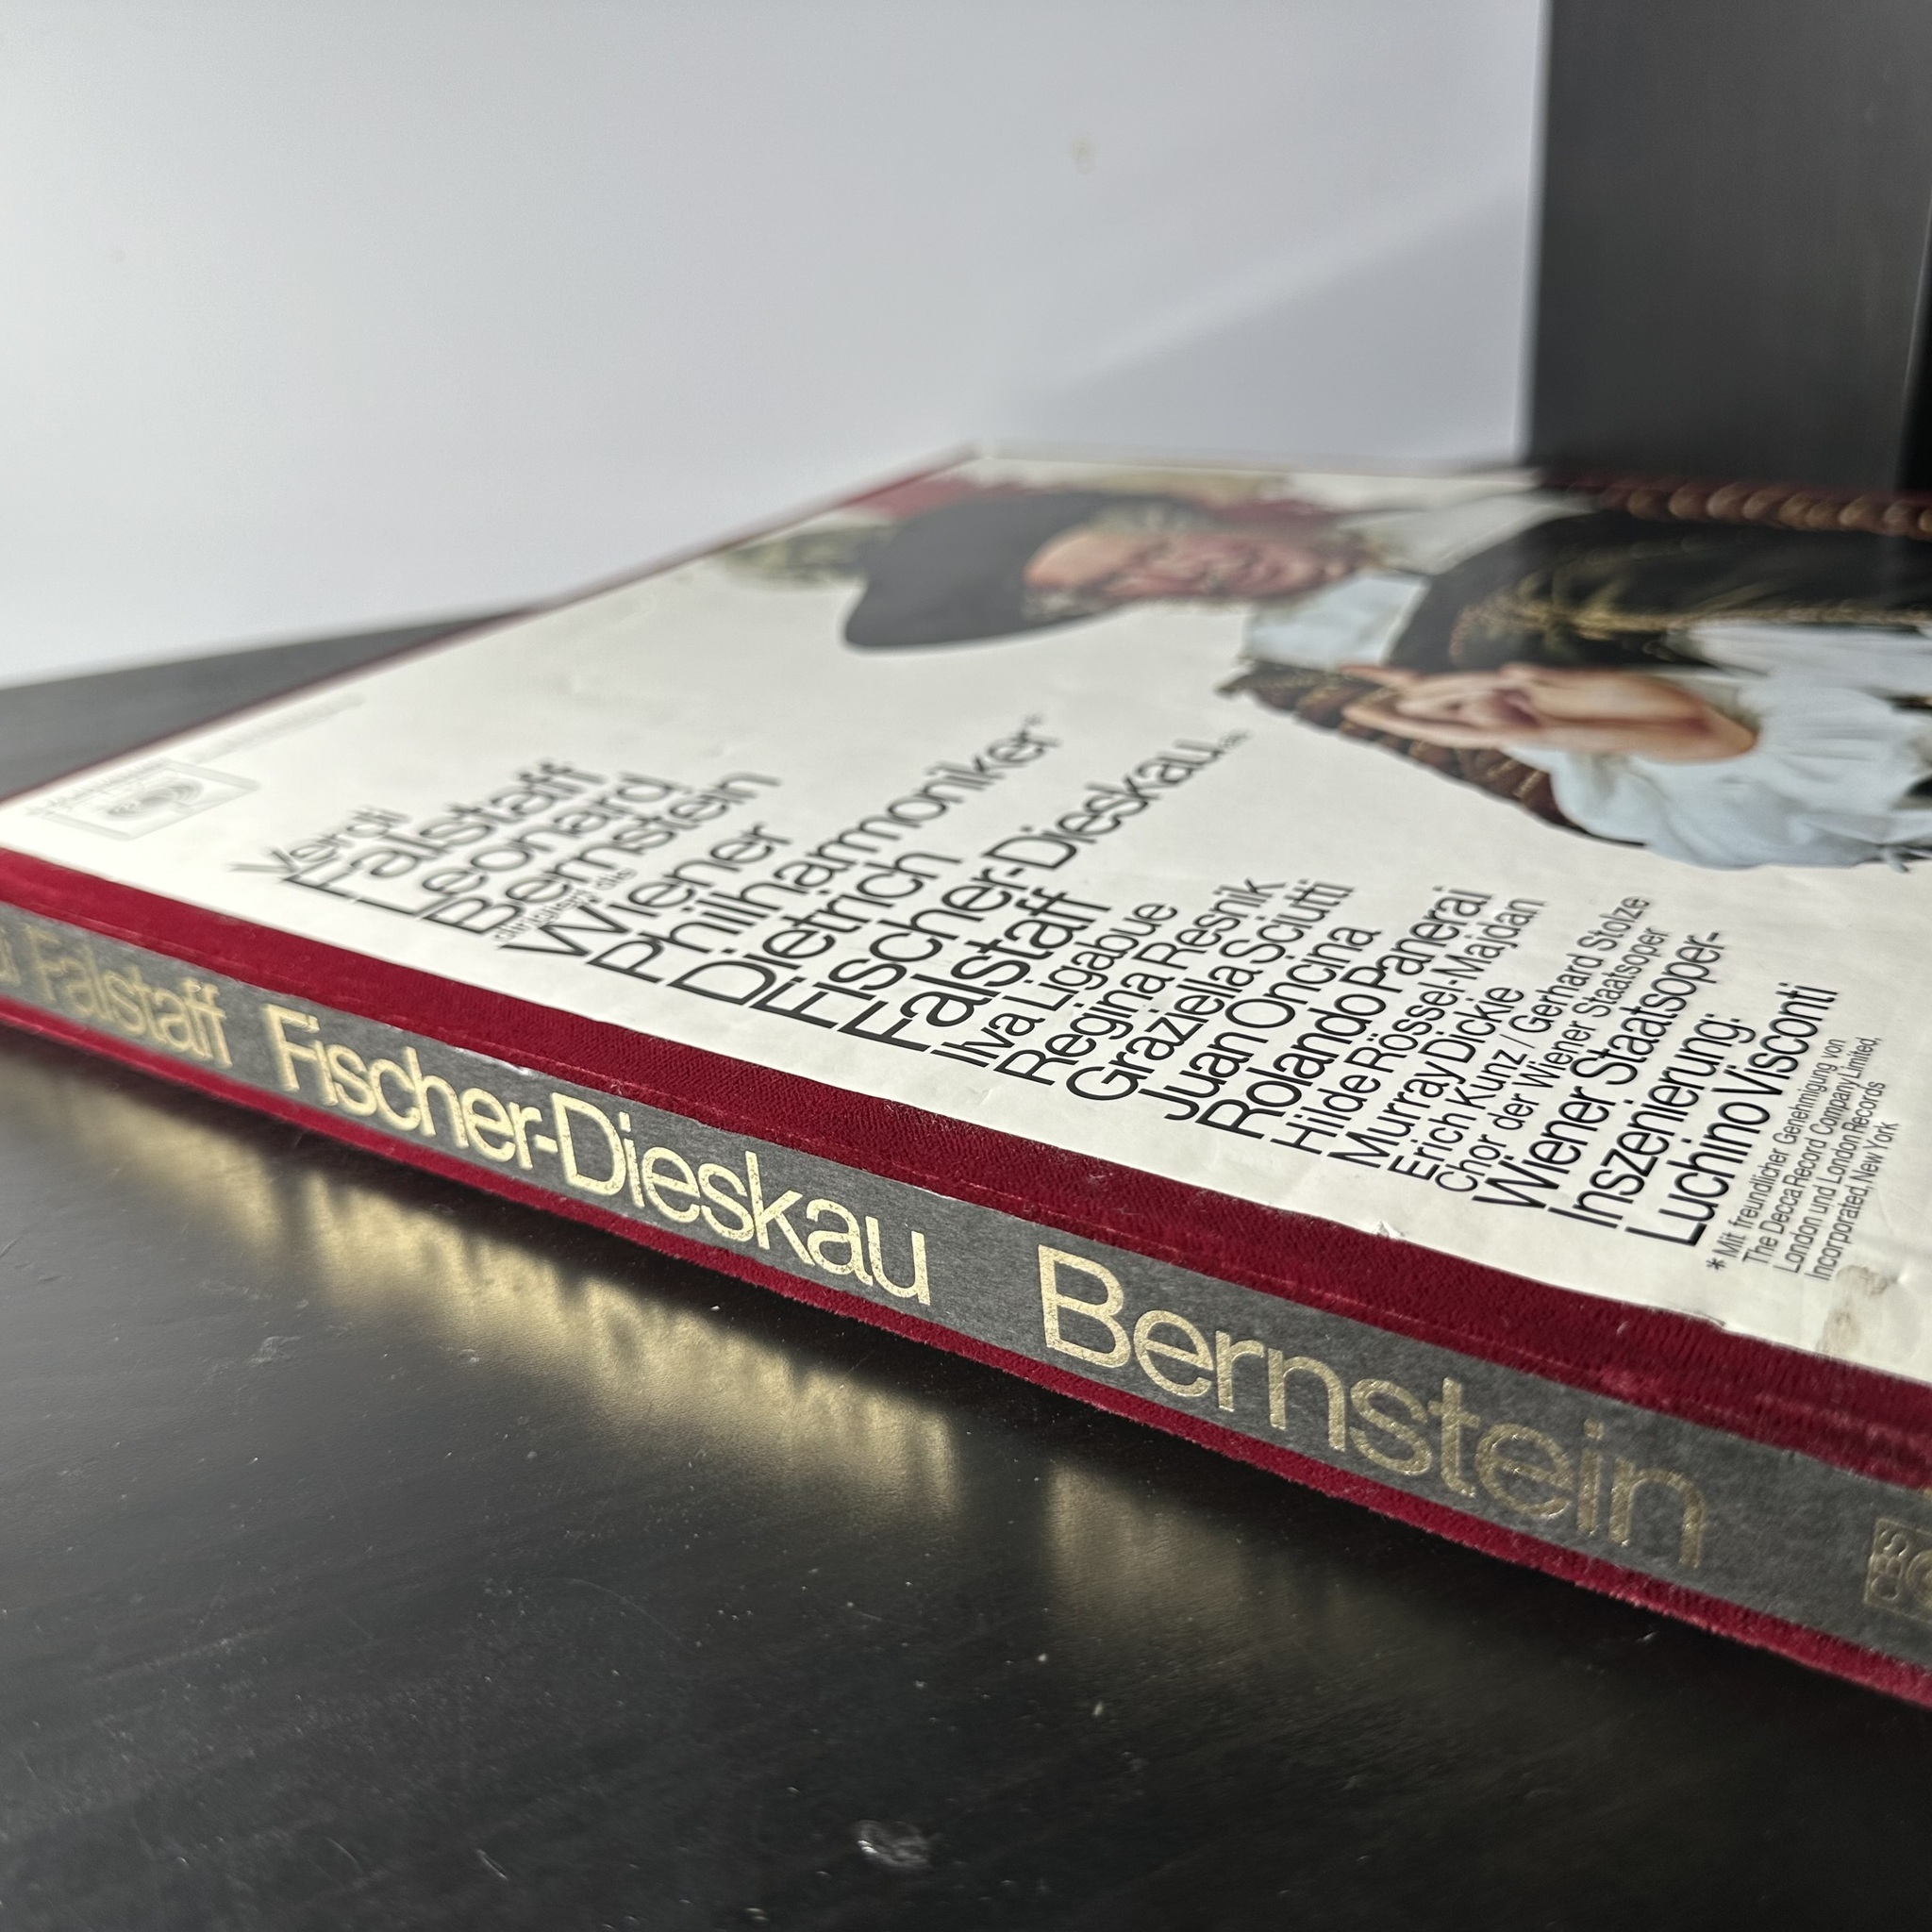 Verdi
Falstaff
Leonard
Bernstein
dirigiert die
Wiener
Philharmoniker*
Dietrich
Fischer-Dieskau
Falstaff
Ilva Ligabue
Regina Resnik
Graziella Sciutti
Juan Oncina
Rolando Panerai
Hilde Rössel-Majdan
Murray Dickie
Erich Kunz / Gerhard Stolze
Chor der Wiener Staatsoper
Wiener Staatsoper-
Inszenierung:
Luchino Visconti
* Mit freundlicher Genehmigung von
The Decca Record Company Limited,
London und London Records
Incorporated, New York
Falstaff Fischer-Dieskau Bernstein
CBS